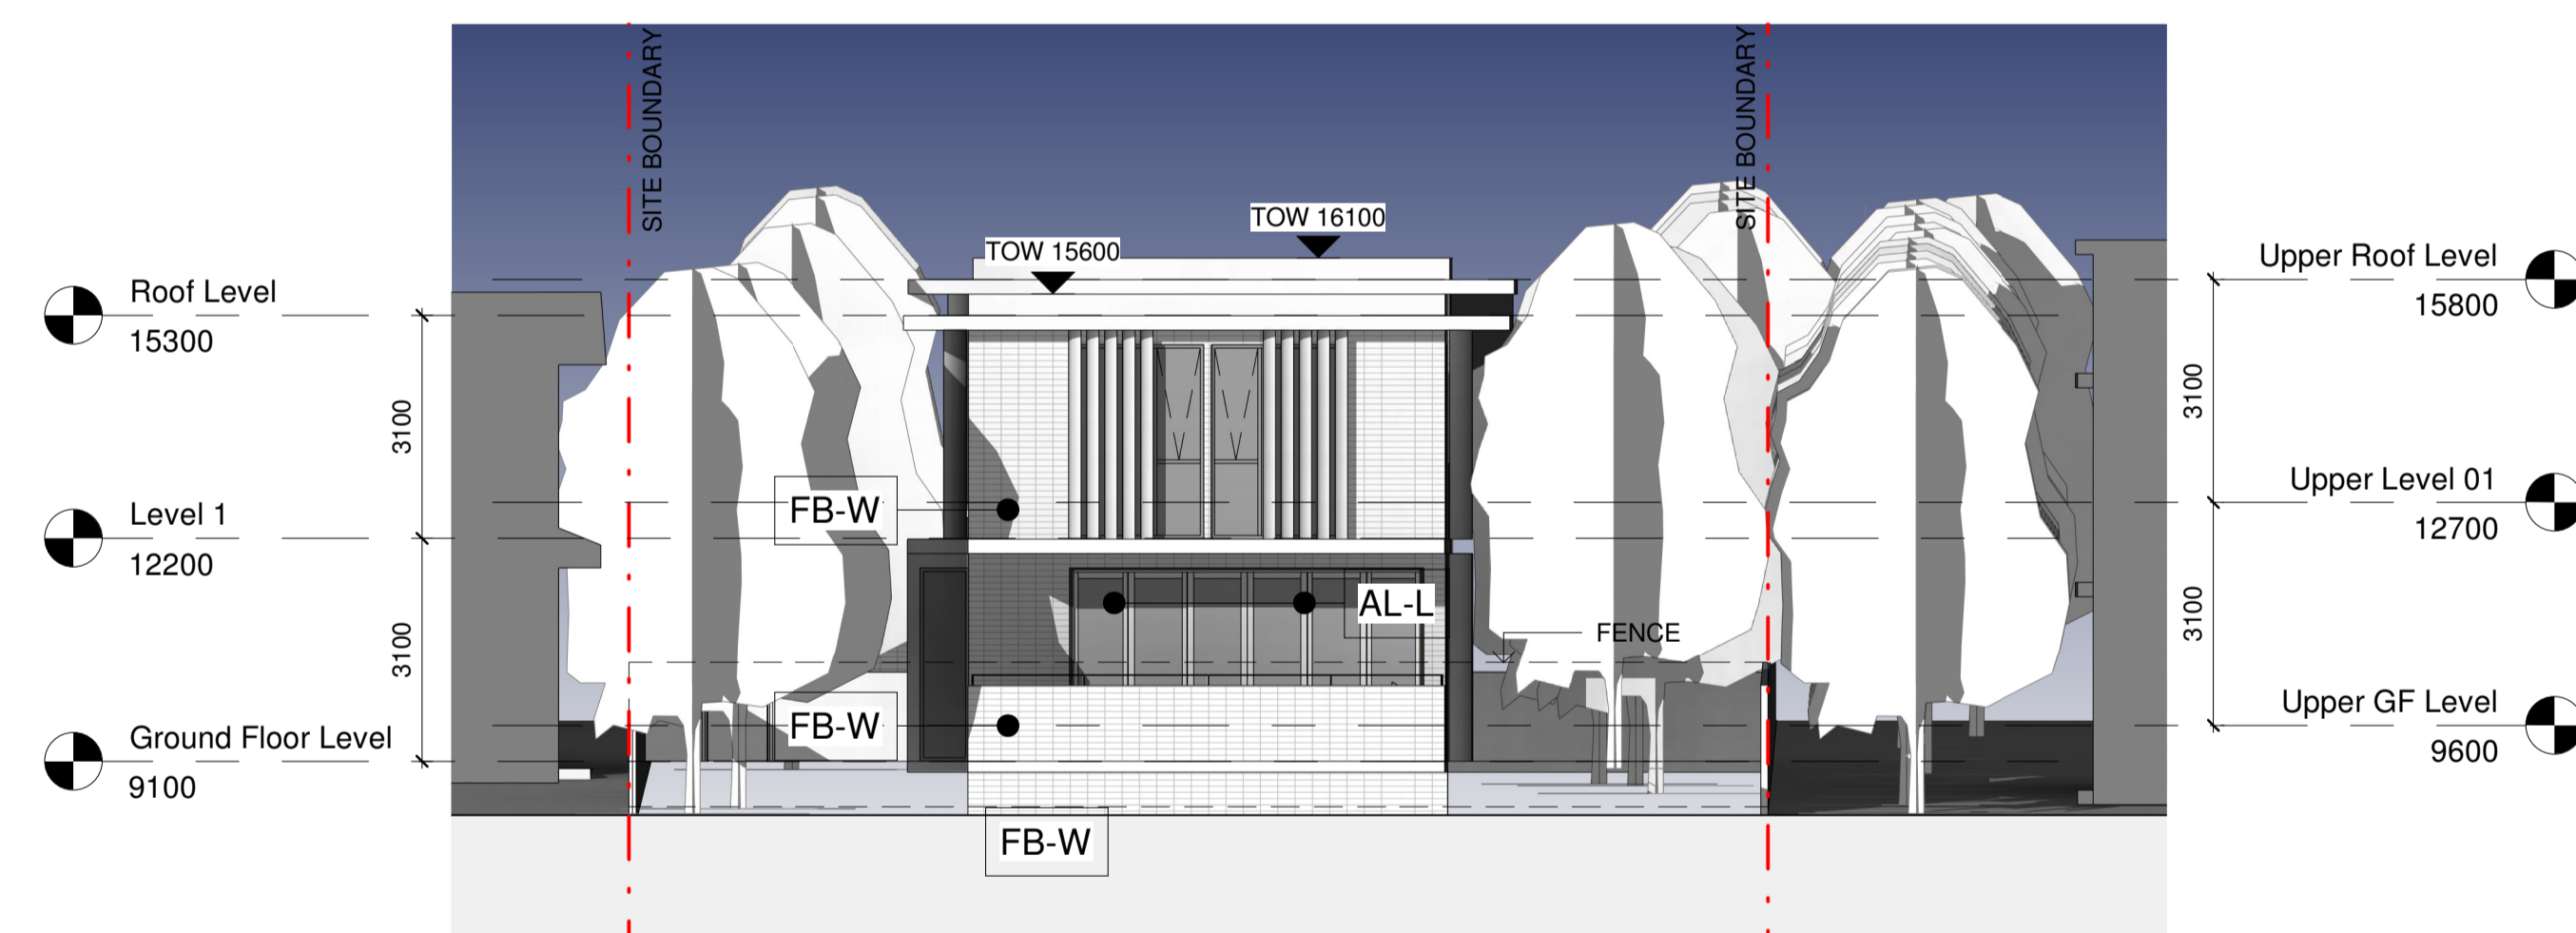 SITE BOUNDARY
SITE BOUNDARY
TOW 16100
TOW 15600
Roof Level
15300
Upper Roof Level
15800
3100
3100
Level 1
12200
Upper Level 01
12700
FB-W
AL-L
FENCE
3100
3100
FB-W
Ground Floor Level
9100
Upper GF Level
9600
FB-W